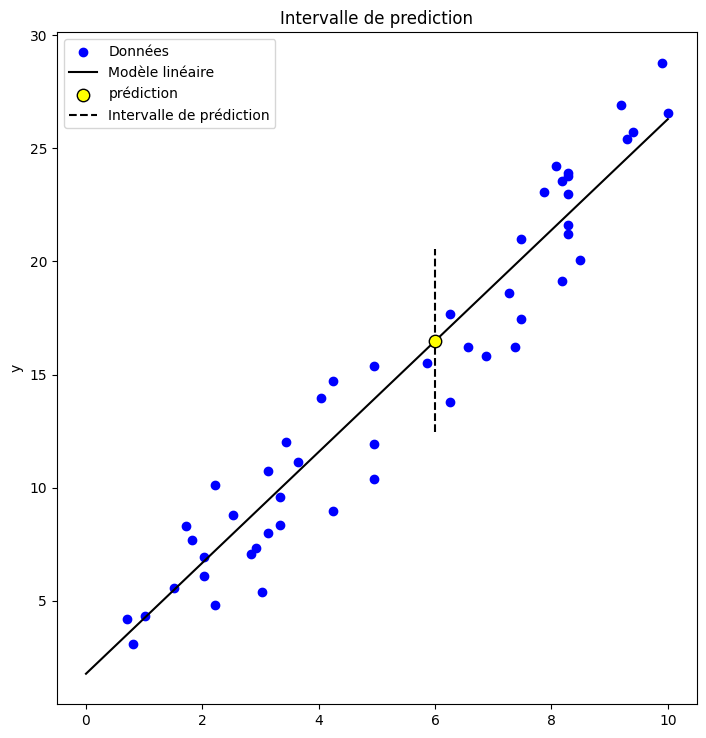 Intervalle de prediction
Données
Modèle linéaire
prédiction
Intervalle de prédiction
30
25
20
15
10
5
y
0 2 4 6 8 10